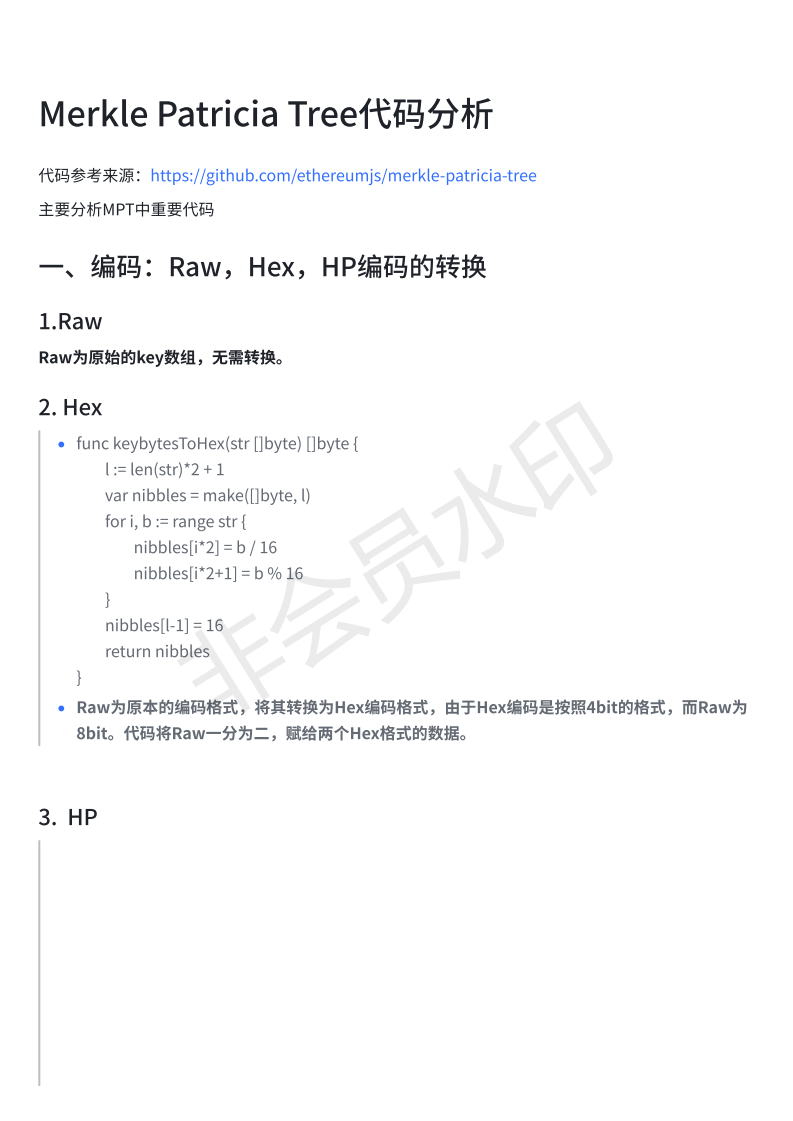 Merkle Patricia Tree代码分析
代码参考来源：https://github.com/ethereumjs/merkle-patricia-tree
主要分析MPT中重要代码
一、编码：Raw，Hex，HP编码的转换
1.Raw
Raw为原始的key数组，无需转换。
2. Hex
func keybytesToHex(str []byte) []byte {
l := len(str)*2 + 1
var nibbles = make([]byte, l)
for i, b := range str {
nibbles[i*2] = b / 16
nibbles[i*2+1] = b % 16
}
nibbles[l-1] = 16
return nibbles
}
Raw为原本的编码格式，将其转换为Hex编码格式，由于Hex编码是按照4bit的格式，而Raw为
8bit。代码将Raw一分为二，赋给两个Hex格式的数据。
3. HP
非会员水印